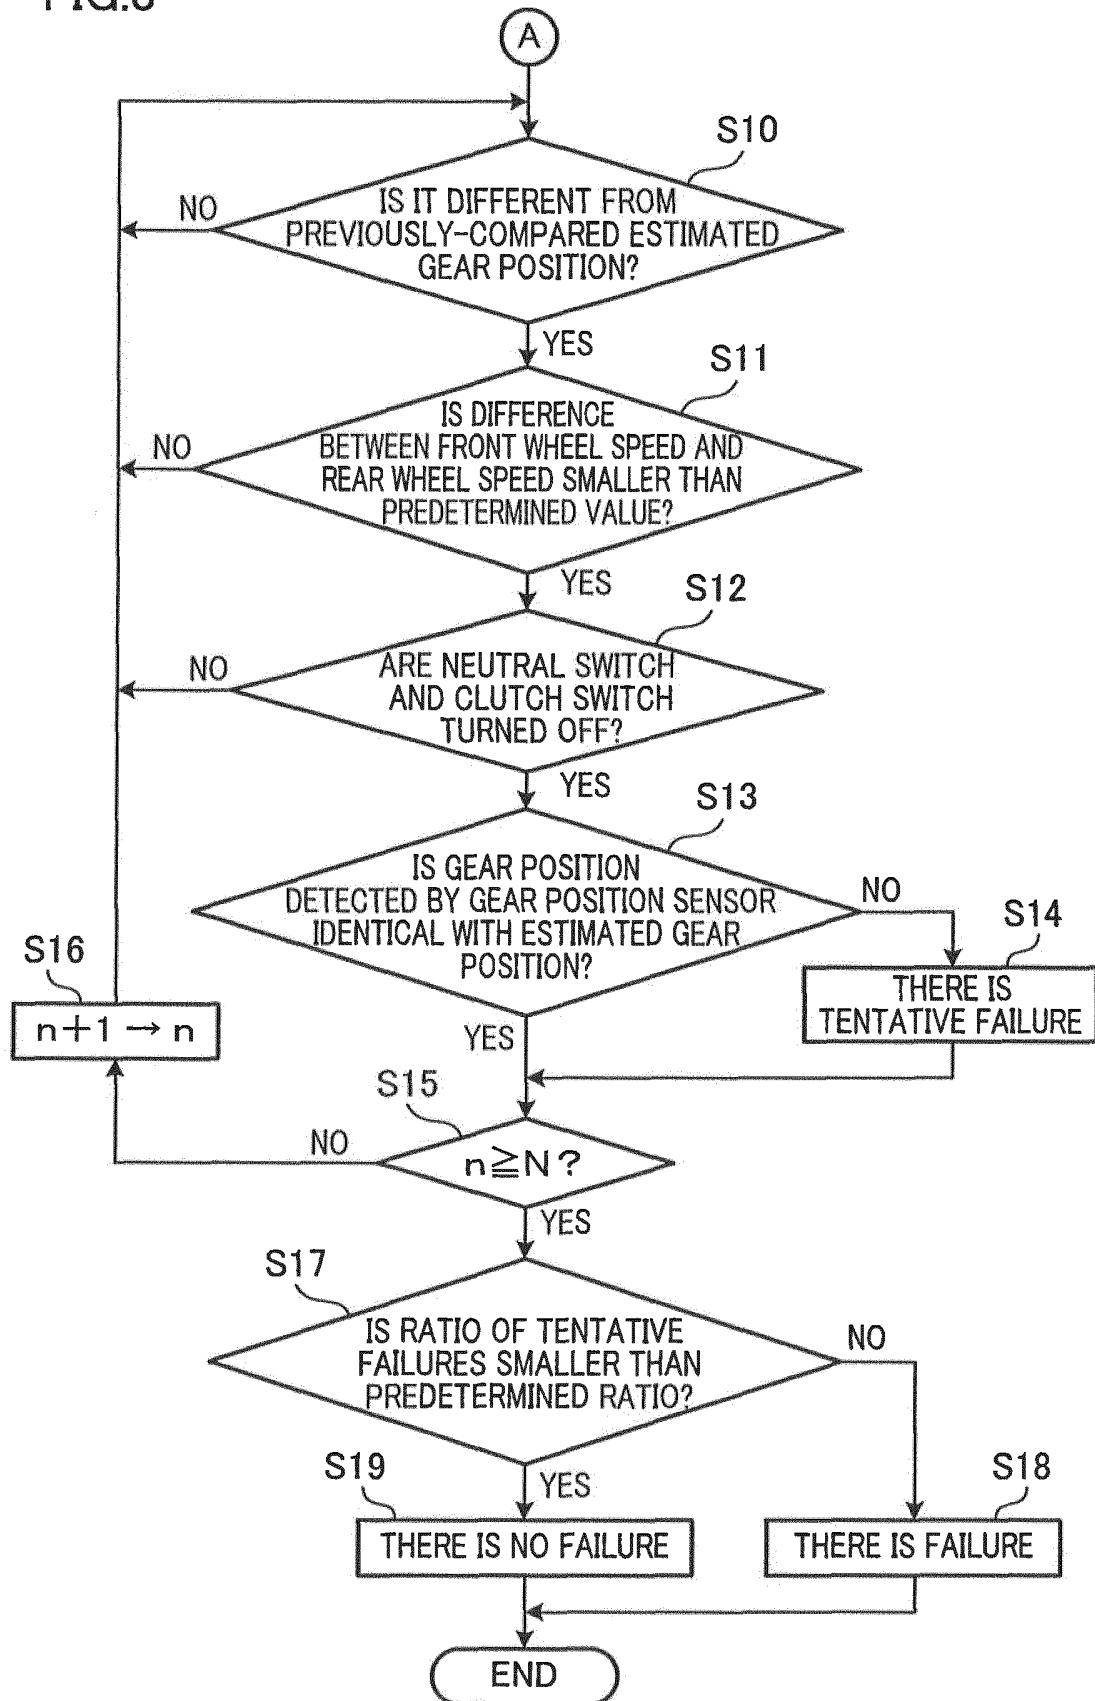 A
S10
IS IT DIFFERENT FROM
PREVIOUSLY-COMPARED ESTIMATED
GEAR POSITION?
NO
YES
S11
IS DIFFERENCE
BETWEEN FRONT WHEEL SPEED AND
REAR WHEEL SPEED SMALLER THAN
PREDETERMINED VALUE?
NO
YES
S12
ARE NEUTRAL SWITCH
AND CLUTCH SWITCH
TURNED OFF?
NO
YES
S13
IS GEAR POSITION
DETECTED BY GEAR POSITION SENSOR
IDENTICAL WITH ESTIMATED GEAR
POSITION?
NO
S14
THERE IS
TENTATIVE FAILURE
YES
S16
n+1→n
S15
n≧N?
NO
YES
S17
IS RATIO OF TENTATIVE
FAILURES SMALLER THAN
PREDETERMINED RATIO?
NO
YES
S19
THERE IS NO FAILURE
S18
THERE IS FAILURE
END